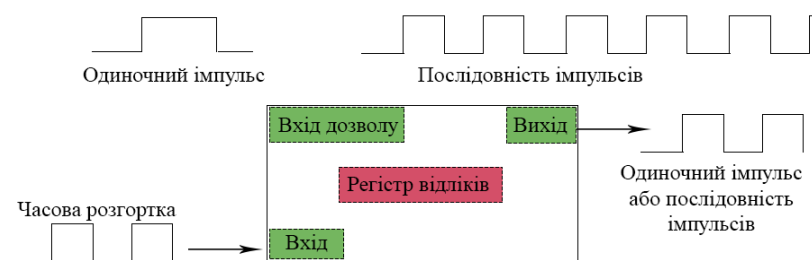 Одиночний імпульс
Послідовність імпульсів
Вхід дозволу
Вихід
Регістр відліків
Одиночний імпульс
або послідовність
імпульсів
Часова розгортка
Вхід